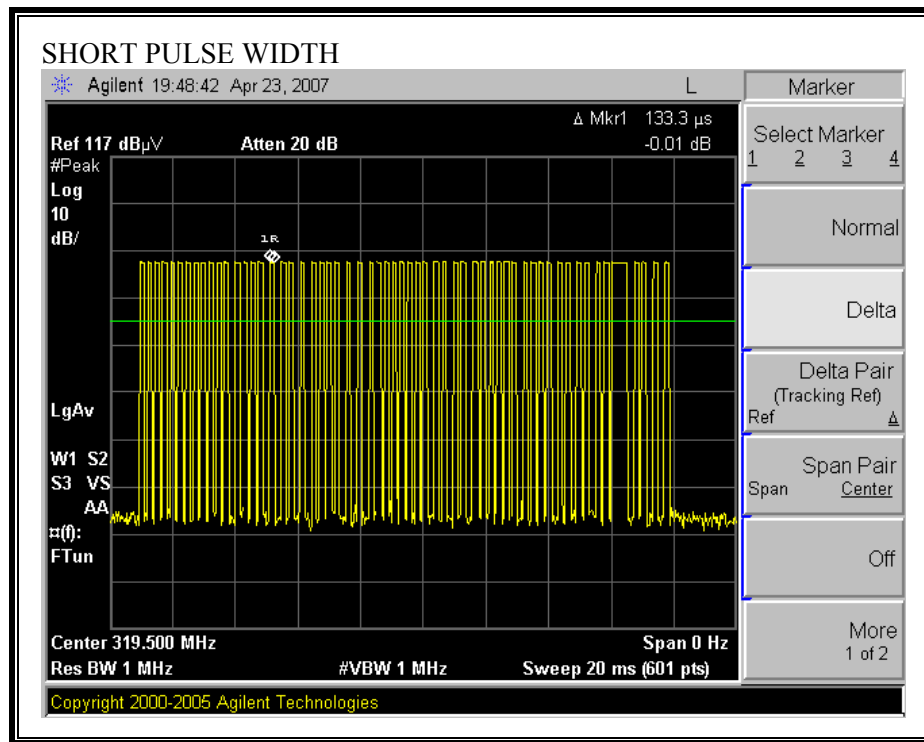 SHORT PULSE WIDTH
Agilent 19:48:42 Apr 23, 2007 L
Marker
Δ Mkr1 133.3 µs
Ref 117 dBµV Atten 20 dB -0.01 dB
#Peak
Log
10
dB/
1R
LgAv
W1 S2
S3 VS
AA
¤(f):
FTun
Center 319.500 MHz Span 0 Hz
Res BW 1 MHz #VBW 1 MHz Sweep 20 ms (601 pts)
Copyright 2000-2005 Agilent Technologies
Select Marker
1 2 3 4
Normal
Delta
Delta Pair
(Tracking Ref)
Ref Δ
Span Pair
Span Center
Off
More
1 of 2